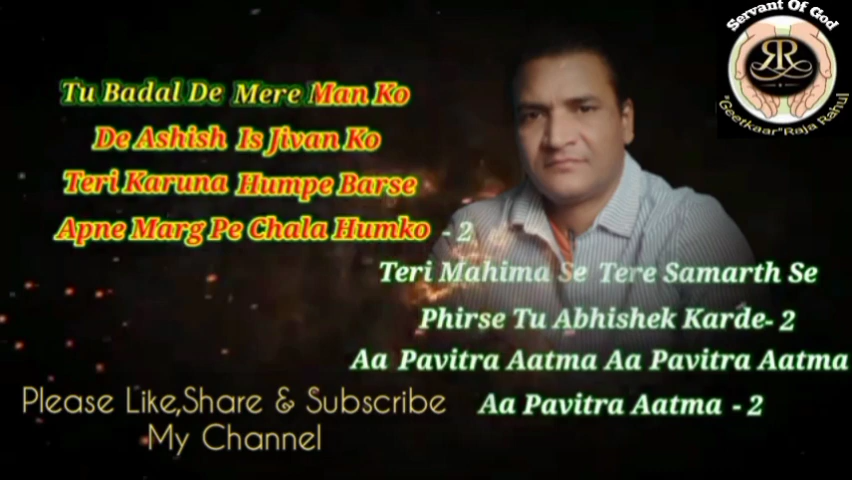 Servant Of God
RR
"Geetkaar"Raja Rahul
Tu Badal De Mere Man Ko
De Ashish Is Jivan Ko
Teri Karuna Humpe Barse
Apne Marg Pe Chala Humko - 2
Teri Mahima Se Tere Samarth Se
Phirse Tu Abhishek Karde- 2
Aa Pavitra Aatma Aa Pavitra Aatma
Aa Pavitra Aatma - 2
Please Like,Share & Subscribe
My Channel